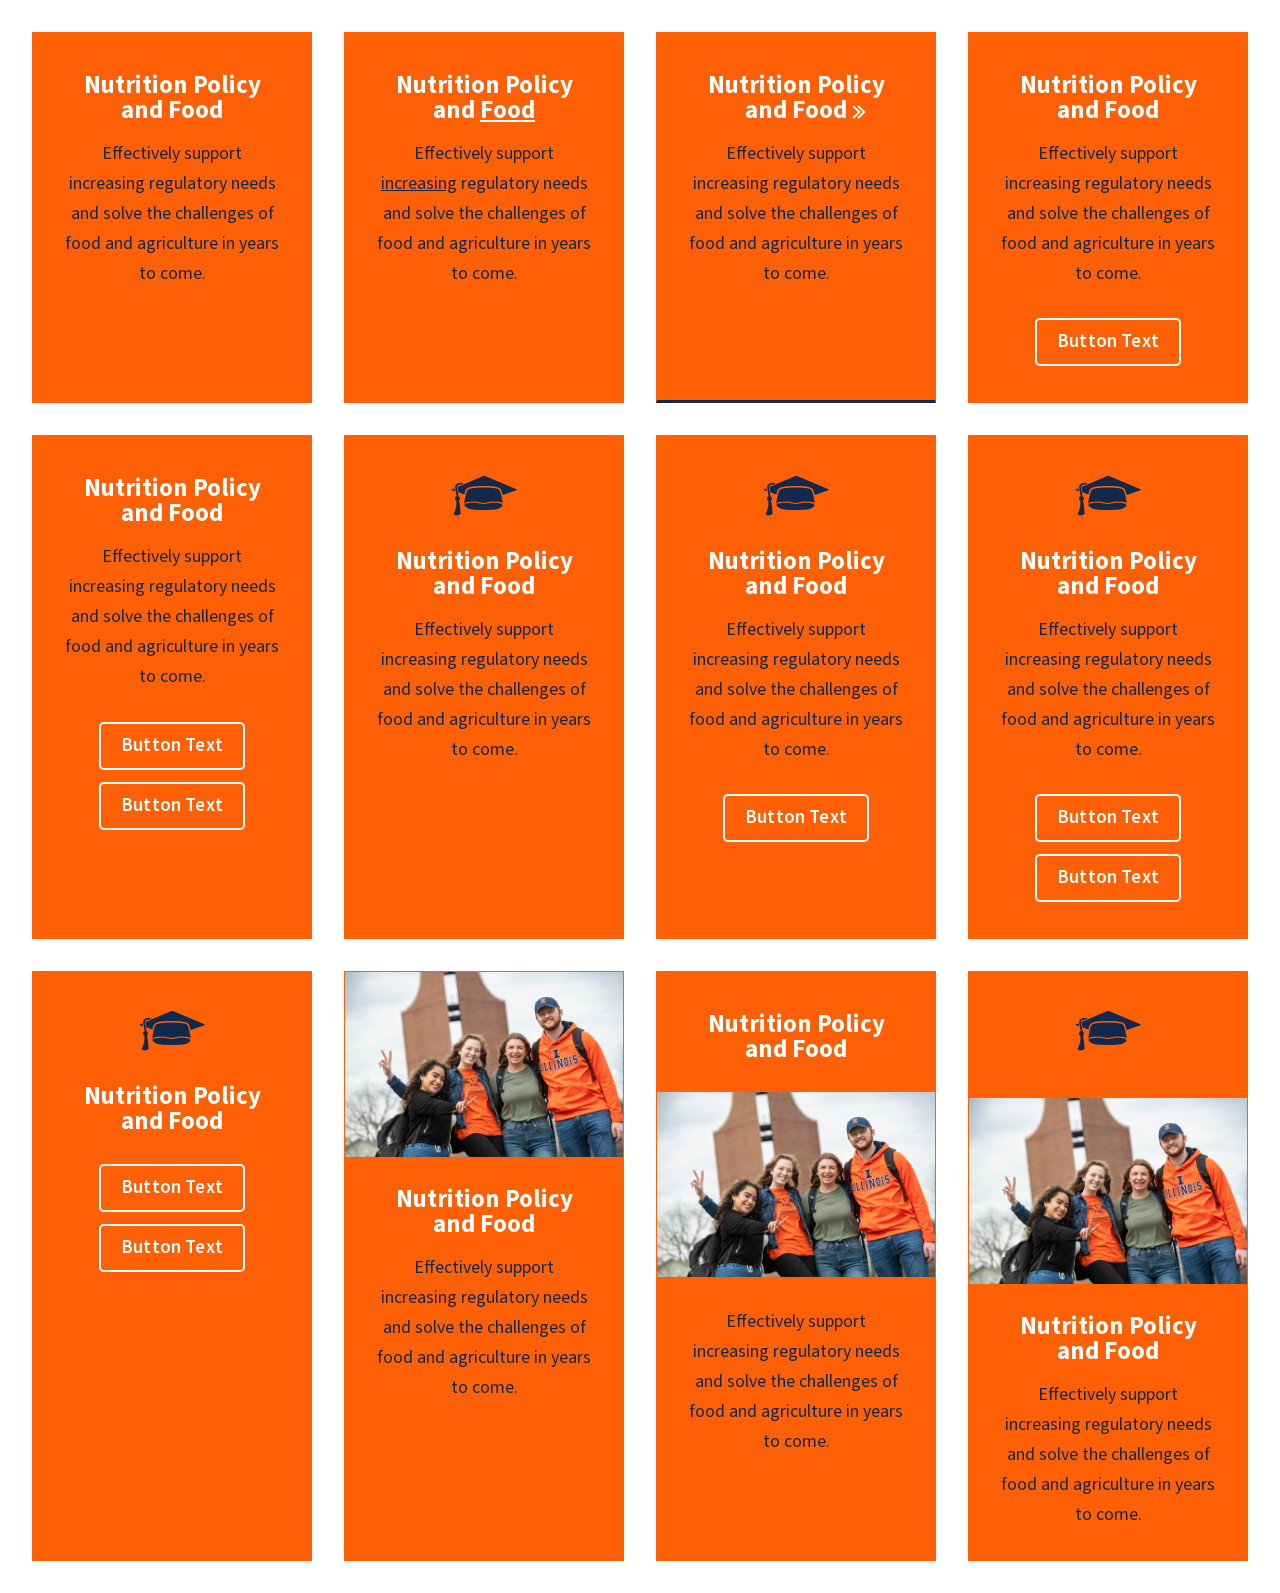 Nutrition Policy
and Food
Effectively support
increasing regulatory needs
and solve the challenges of
food and agriculture in years
to come.
Nutrition Policy
and Food
Effectively support
increasing regulatory needs
and solve the challenges of
food and agriculture in years
to come.
Nutrition Policy
and Food »
Effectively support
increasing regulatory needs
and solve the challenges of
food and agriculture in years
to come.
Nutrition Policy
and Food
Effectively support
increasing regulatory needs
and solve the challenges of
food and agriculture in years
to come.
Button Text
Nutrition Policy
and Food
Effectively support
increasing regulatory needs
and solve the challenges of
food and agriculture in years
to come.
Button Text
Button Text
Nutrition Policy
and Food
Effectively support
increasing regulatory needs
and solve the challenges of
food and agriculture in years
to come.
Nutrition Policy
and Food
Effectively support
increasing regulatory needs
and solve the challenges of
food and agriculture in years
to come.
Button Text
Nutrition Policy
and Food
Effectively support
increasing regulatory needs
and solve the challenges of
food and agriculture in years
to come.
Button Text
Button Text
Nutrition Policy
and Food
Button Text
Button Text
I
ILLINOIS
Nutrition Policy
and Food
Effectively support
increasing regulatory needs
and solve the challenges of
food and agriculture in years
to come.
Nutrition Policy
and Food
I
ILLINOIS
Effectively support
increasing regulatory needs
and solve the challenges of
food and agriculture in years
to come.
I
ILLINOIS
Nutrition Policy
and Food
Effectively support
increasing regulatory needs
and solve the challenges of
food and agriculture in years
to come.